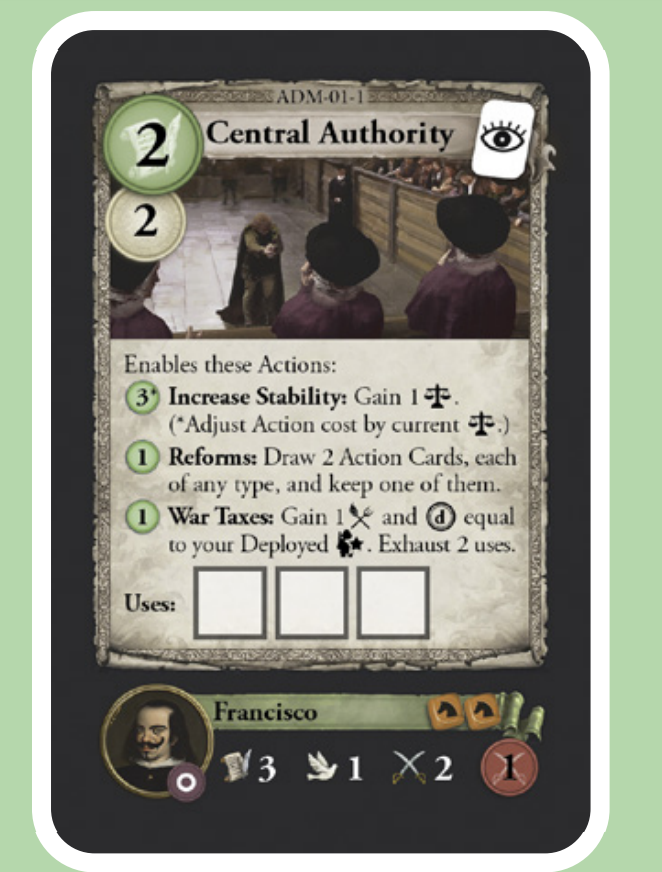 ADM-01-1
2 Central Authority
2
Enables these Actions:
3* Increase Stability: Gain 1.
(*Adjust Action cost by current .)
1 Reforms: Draw 2 Action Cards, each
of any type, and keep one of them.
1 War Taxes: Gain 1 and d equal
to your Deployed . Exhaust 2 uses.
Uses:
Francisco
3 1 2 1